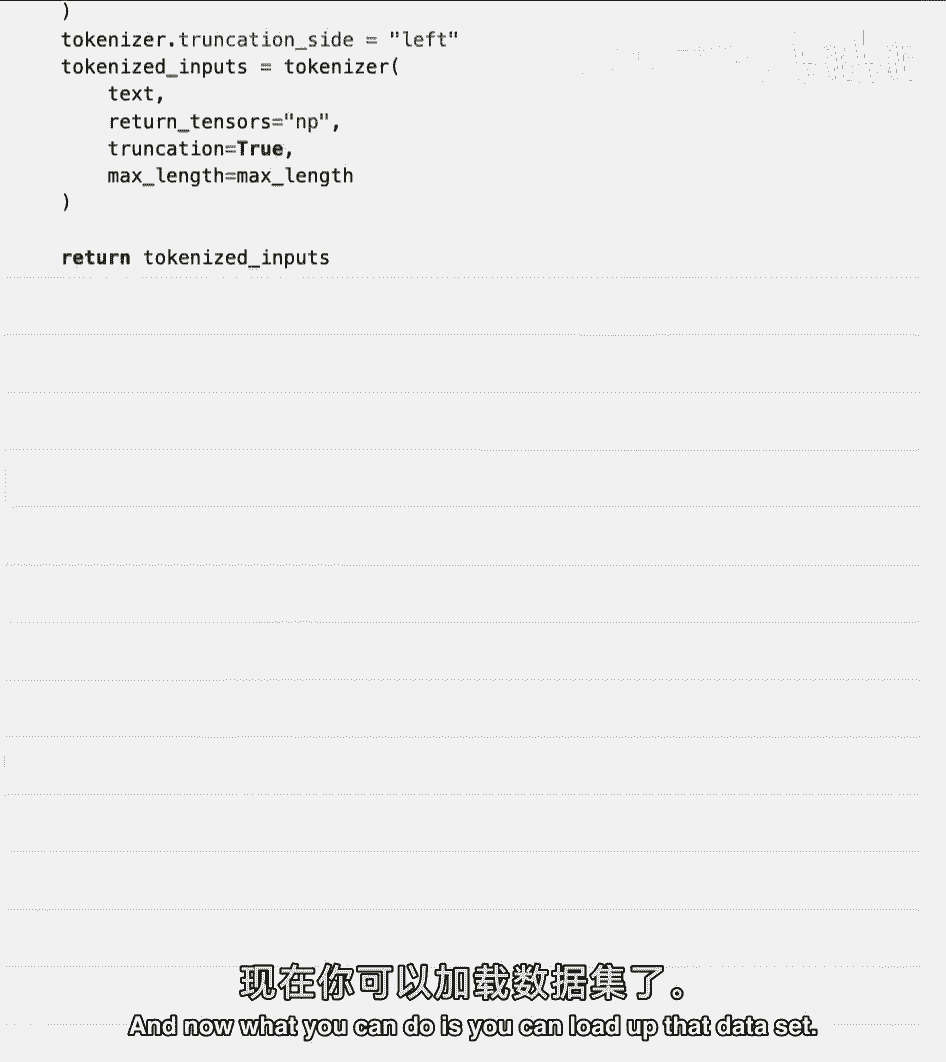 )
tokenizer.truncation_side = "left"
tokenized_inputs = tokenizer(
    text,
    return_tensors="np",
    truncation=True,
    max_length=max_length
)
return tokenized_inputs
现在你可以加载数据集了。
And now what you can do is you can load up that data set.